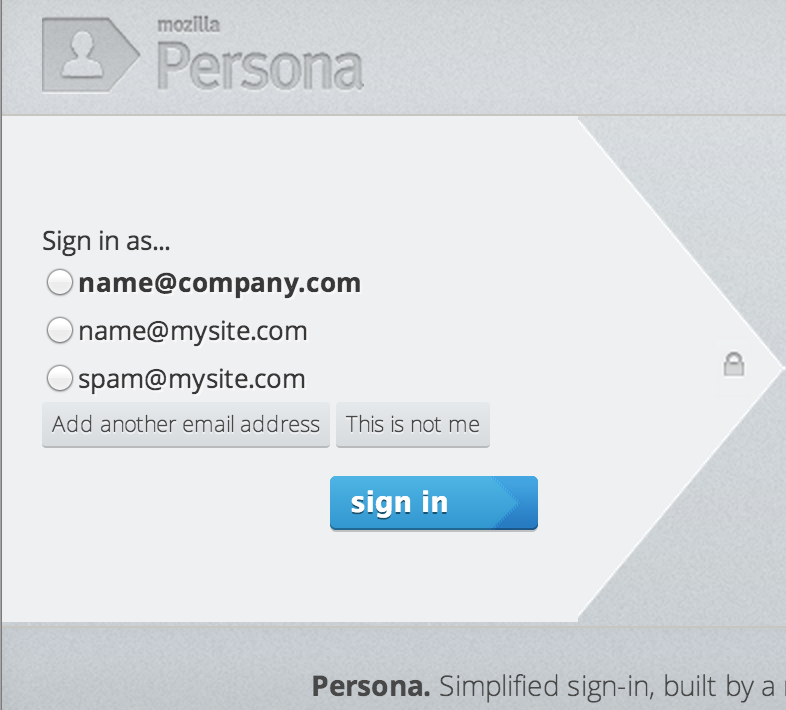 mozilla
Persona
Sign in as...
name@company.com
name@mysite.com
spam@mysite.com
Add another email address This is not me
sign in
Persona. Simplified sign-in, built by a